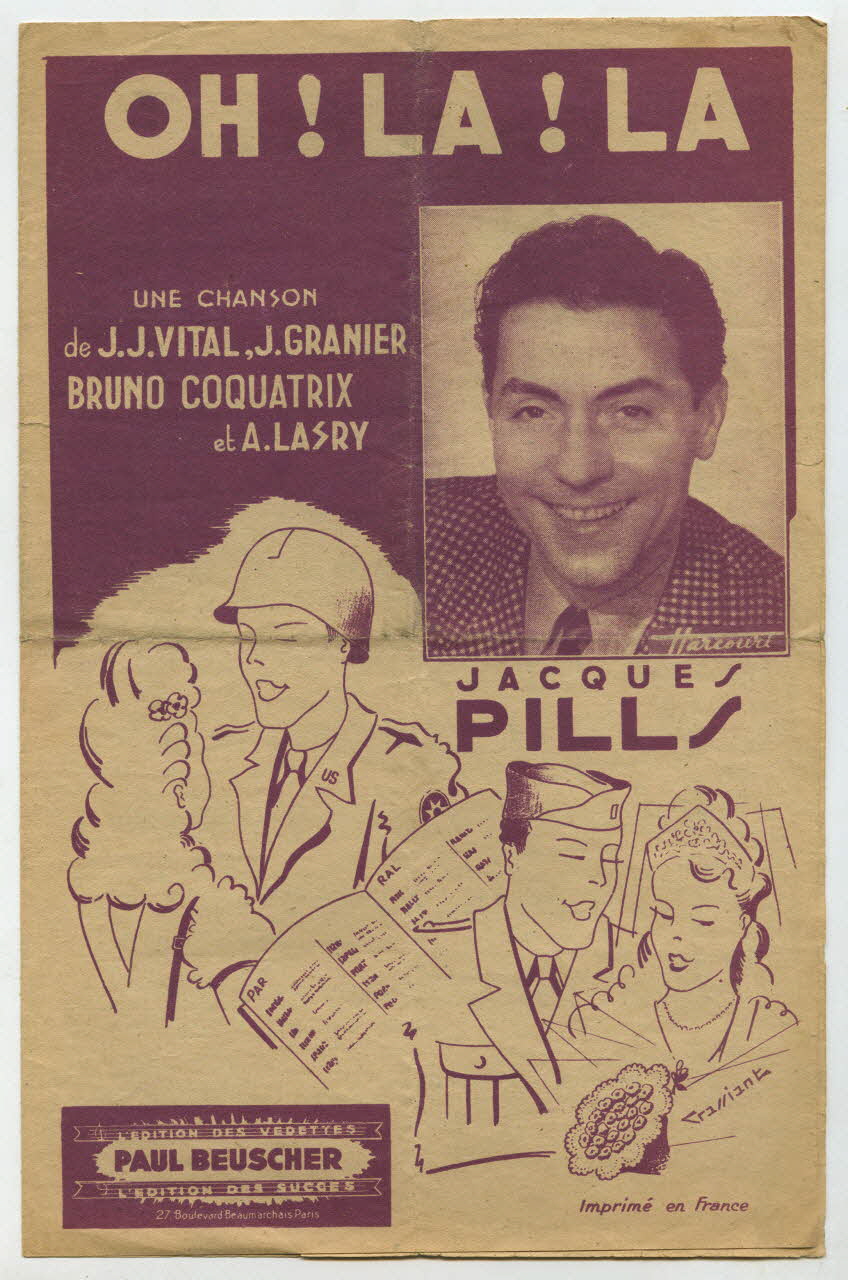 OH ! LA ! LA
UNE CHANSON
de J.J.VITAL, J.GRANIER
BRUNO COQUATRIX
et A.LASRY
Harcourt
JACQUES
PILLS
US
RAL
PAR
L'EDITION DES VEDETTES
PAUL BEUSCHER
L'EDITION DES SUCCES
27 Boulevard Beaumarchais Paris
Imprimé en France